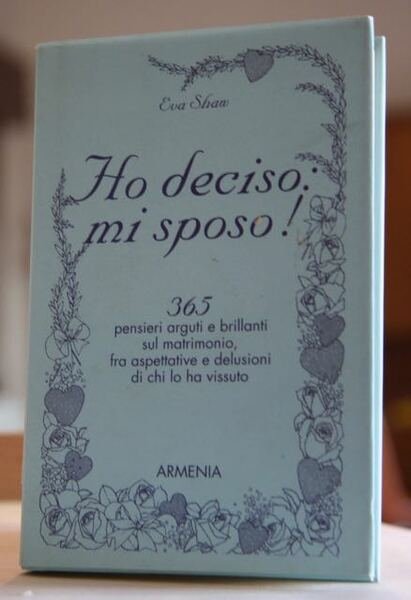 Eva Shaw
Ho deciso:
mi sposo!
365
pensieri arguti e brillanti
sul matrimonio,
fra aspettative e delusioni
di chi lo ha vissuto
ARMENIA